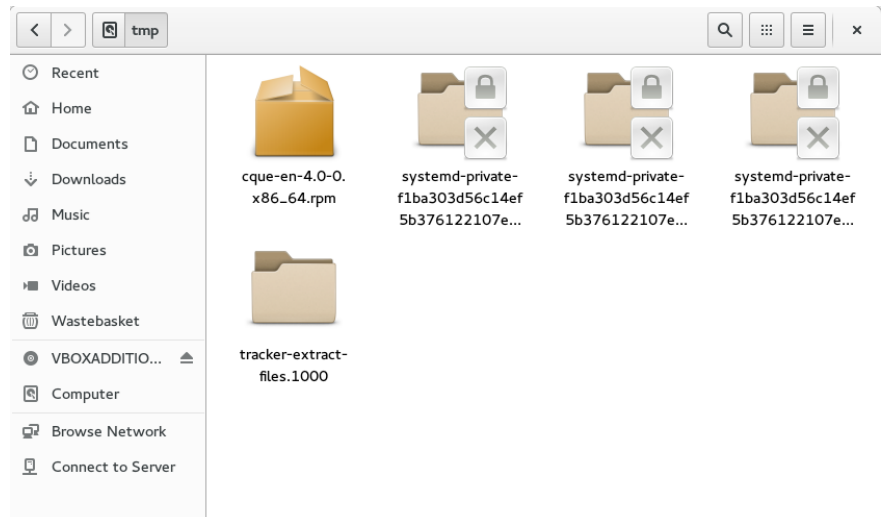 tmp
Recent
Home
Documents
Downloads
Music
Pictures
Videos
Wastebasket
VBOXADDITIO...
Computer
Browse Network
Connect to Server
cque-en-4.0-0.
x86_64.rpm
systemd-private-
f1ba303d56c14ef
5b376122107e...
systemd-private-
f1ba303d56c14ef
5b376122107e...
systemd-private-
f1ba303d56c14ef
5b376122107e...
tracker-extract-
files.1000